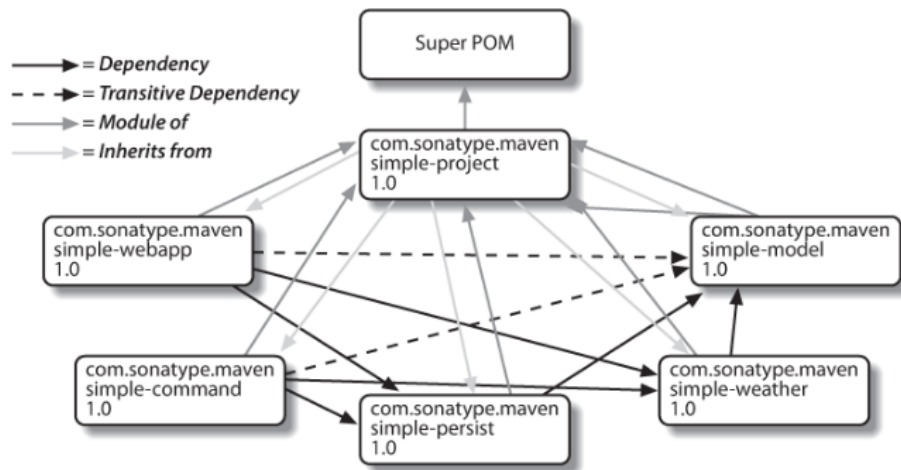 Super POM
= Dependency
= Transitive Dependency
= Module of
= Inherits from
com.sonatype.maven
simple-project
1.0
com.sonatype.maven
simple-webapp
1.0
com.sonatype.maven
simple-model
1.0
com.sonatype.maven
simple-command
1.0
com.sonatype.maven
simple-persist
1.0
com.sonatype.maven
simple-weather
1.0